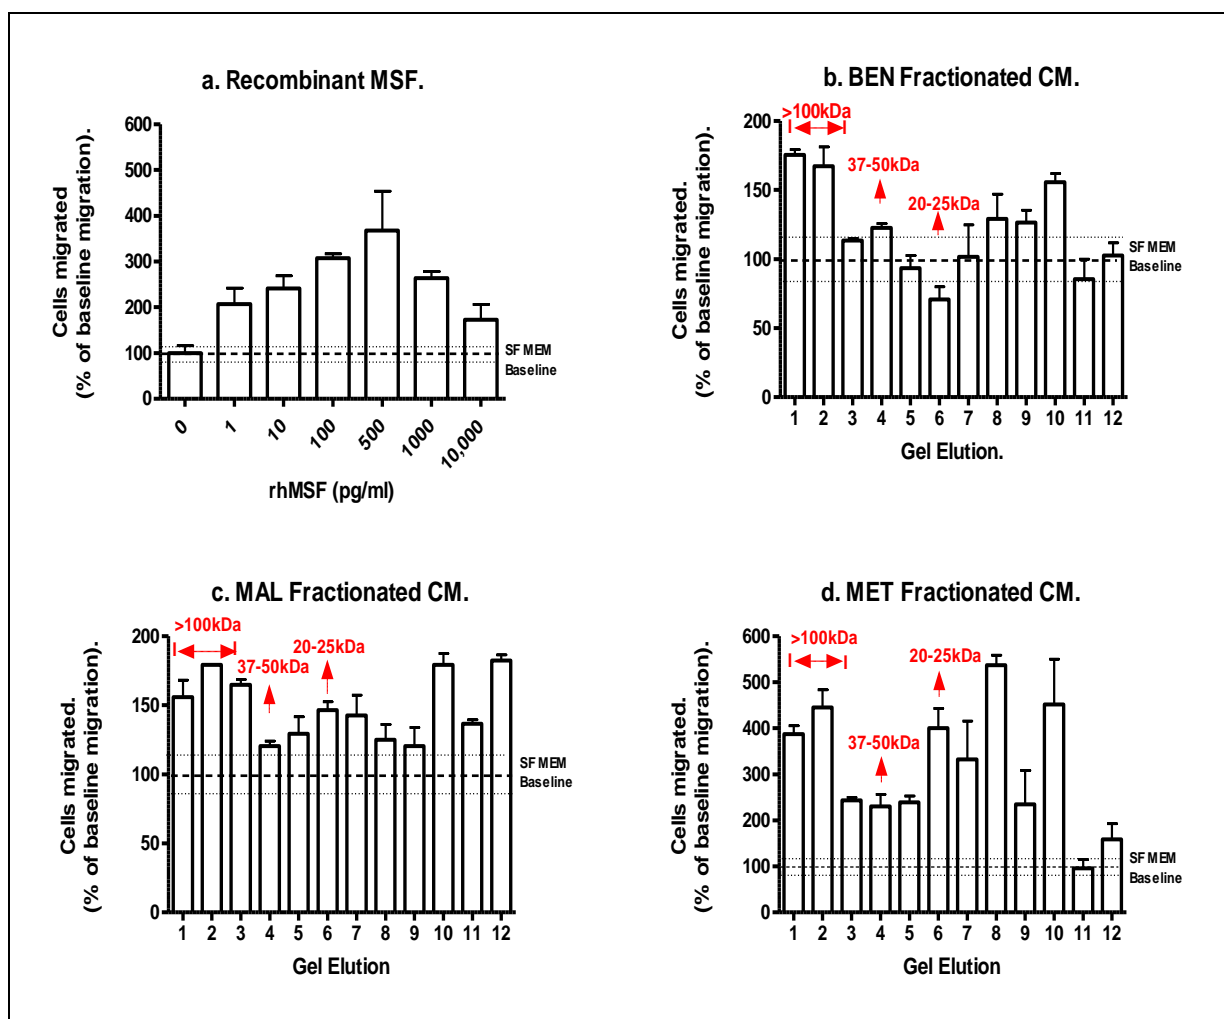 a. Recombinant MSF.
Cells migrated
(% of baseline migration).
600
500
400
300
200
100
0
SF MEM
Baseline
0 1 10 100 500 1000 10,000
rhMSF (pg/ml)
b. BEN Fractionated CM.
>100kDa
37-50kDa
20-25kDa
Cells migrated.
(% of baseline migration).
200
150
100
50
0
SF MEM
Baseline
1 2 3 4 5 6 7 8 9 10 11 12
Gel Elution.
c. MAL Fractionated CM.
>100kDa
37-50kDa
20-25kDa
Cells migrated.
(% of baseline migration).
200
150
100
50
0
SF MEM
Baseline
1 2 3 4 5 6 7 8 9 10 11 12
Gel Elution
d. MET Fractionated CM.
>100kDa
20-25kDa
37-50kDa
Cells migrated.
(% of baseline migration).
600
500
400
300
200
100
0
SF MEM
Baseline
1 2 3 4 5 6 7 8 9 10 11 12
Gel Elution